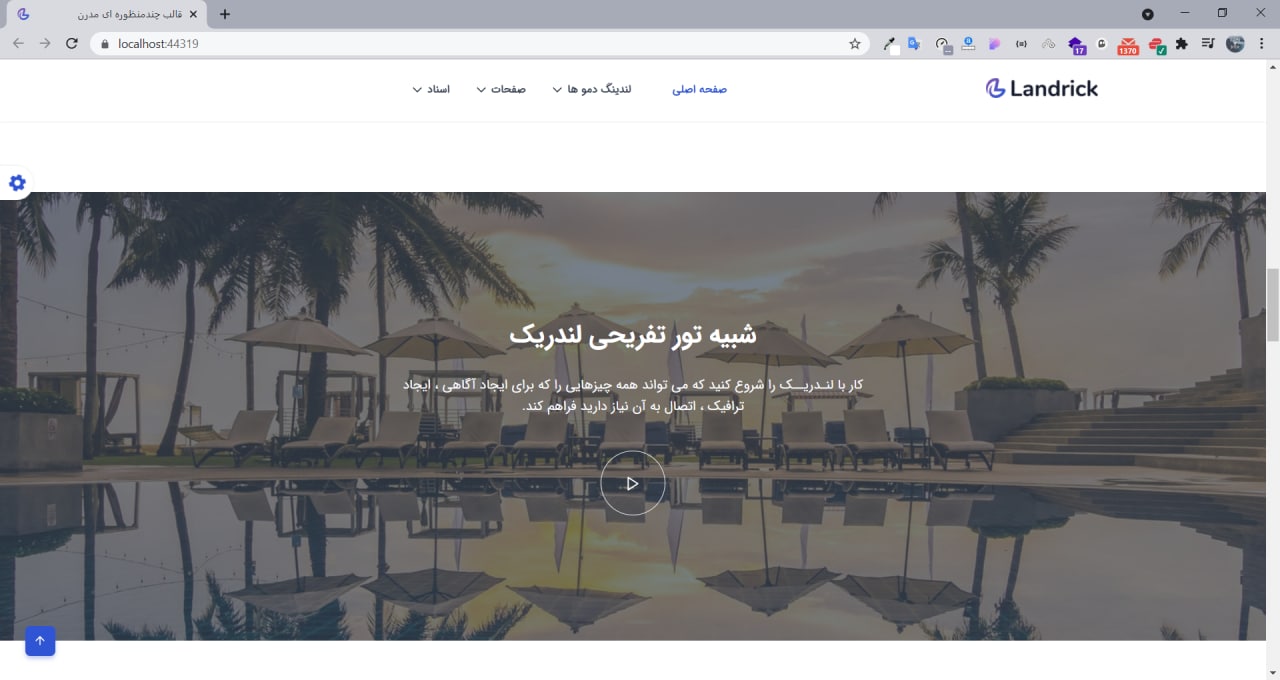 قالب چندمنظوره ای مدرن
localhost:44319
17
1370
Landrick
صفحه اصلی
لندینگ دمو ها
صفحات
اسناد
شبیه تور تفریحی لندریک
کار با لنـدریــک را شروع کنید که می تواند همه چیزهایی را که برای ایجاد آگاهی ، ایجاد
ترافیک ، اتصال به آن نیاز دارید فراهم کند.